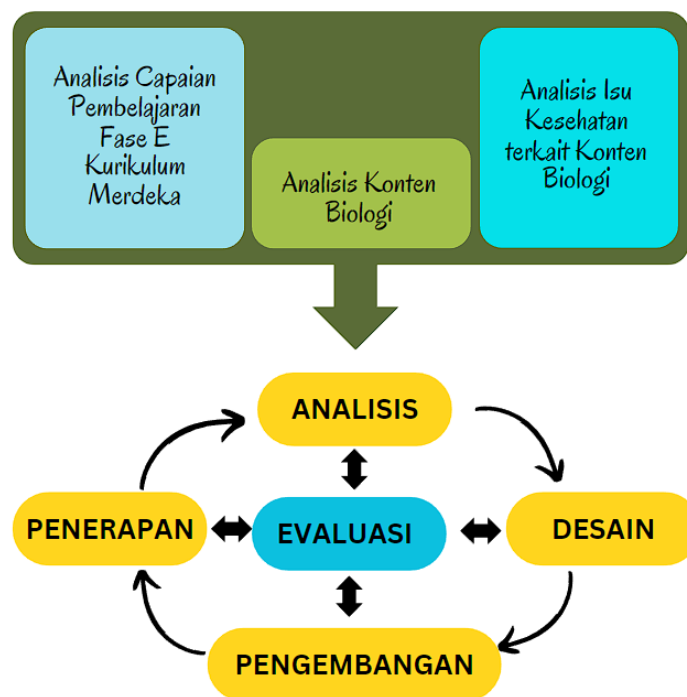 Analisis Capaian
Pembelajaran
Fase E
Kurikulum
Merdeka
Analisis Konten
Biologi
Analisis Isu
Kesehatan
terkait Konten
Biologi
ANALISIS
PENERAPAN
EVALUASI
DESAIN
PENGEMBANGAN